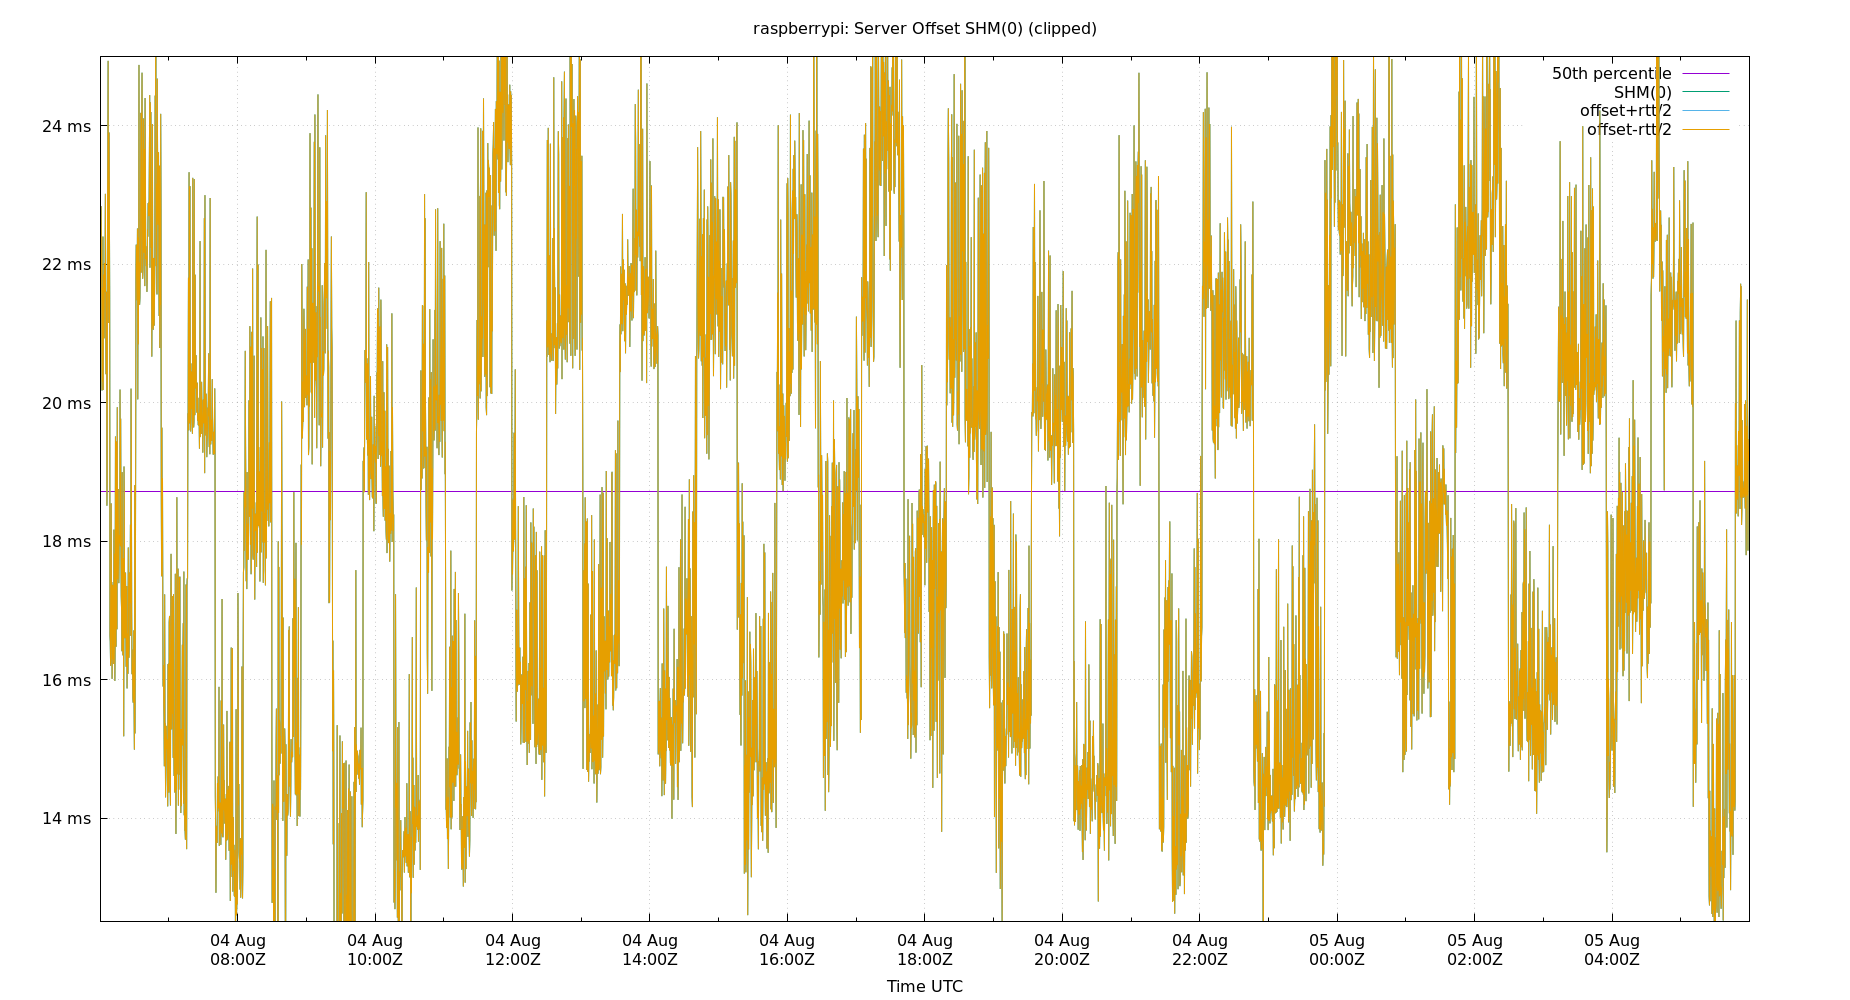 raspberrypi: Server Offset SHM(0) (clipped)
50th percentile
SHM(0)
offset+rtt/2
offset-rtt/2
24 ms
22 ms
20 ms
18 ms
16 ms
14 ms
04 Aug 04 Aug 04 Aug 04 Aug 04 Aug 04 Aug 04 Aug 04 Aug 05 Aug 05 Aug 05 Aug
08:00Z 10:00Z 12:00Z 14:00Z 16:00Z 18:00Z 20:00Z 22:00Z 00:00Z 02:00Z 04:00Z
Time UTC